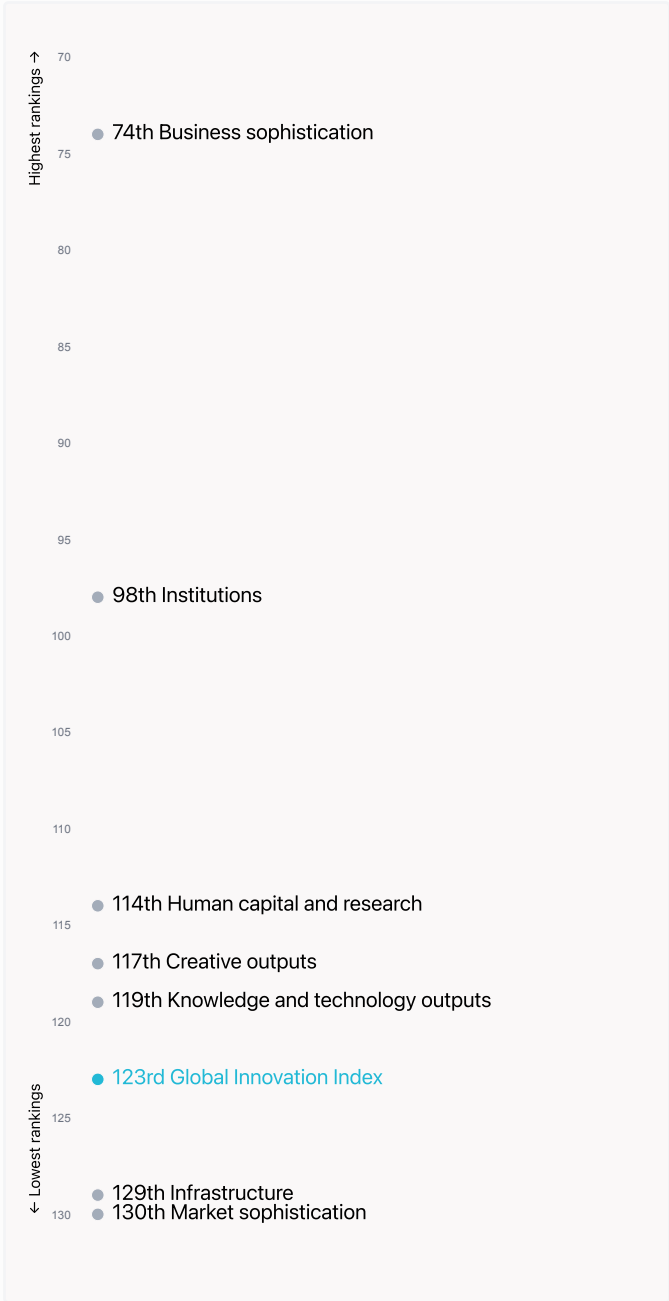 Highest rankings →
70
74th Business sophistication
75
80
85
90
95
98th Institutions
100
105
110
114th Human capital and research
115
117th Creative outputs
119th Knowledge and technology outputs
120
123rd Global Innovation Index
← Lowest rankings
125
129th Infrastructure
130th Market sophistication
130